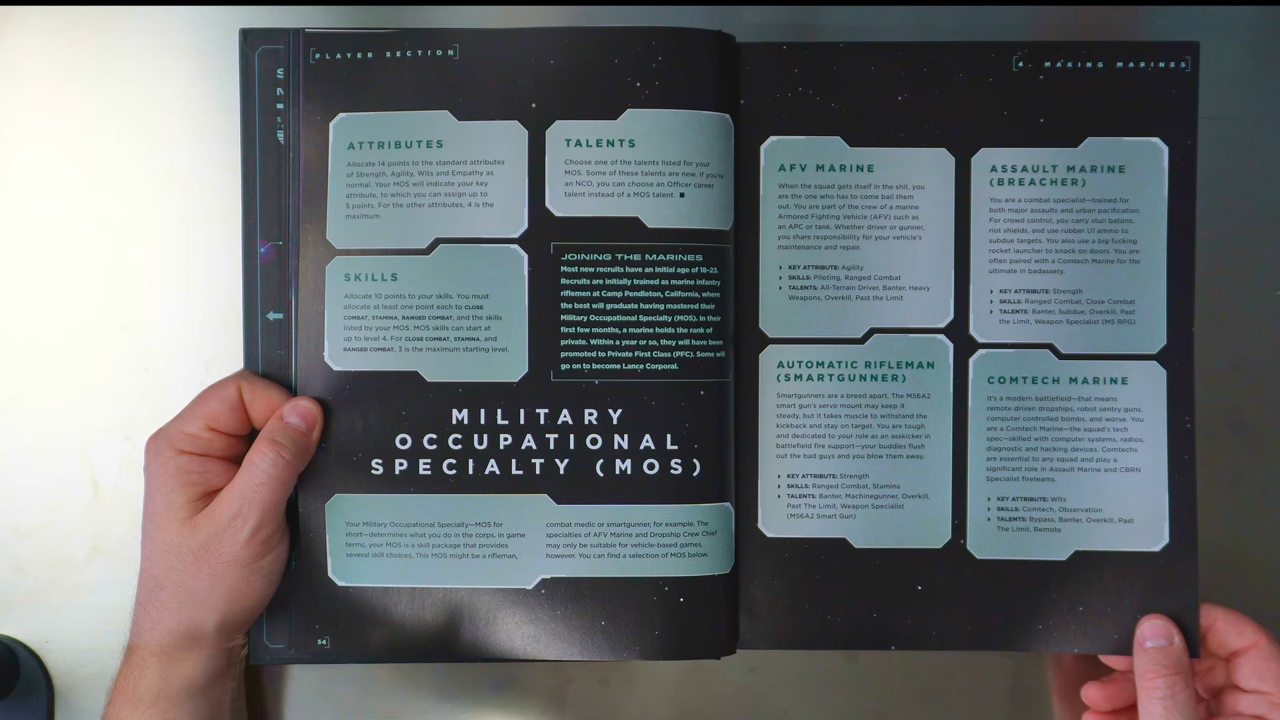 [PLAYER SECTION]
ATTRIBUTES
Allocate 14 points to the standard attributes
of Strength, Agility, Wits and Empathy as
normal. Your MOS will indicate your key
attribute, to which you can assign up to
5 points. For the other attributes, 4 is the
maximum.
SKILLS
Allocate 10 points to your skills. You must
allocate at least one point each to CLOSE
COMBAT, STAMINA, RANGED COMBAT, and the skills
listed by your MOS. MOS skills can start at
up to level 4. For CLOSE COMBAT, STAMINA, and
RANGED COMBAT, 3 is the maximum starting level.
TALENTS
Choose one of the talents listed for your
MOS. Some of these talents are new. If you're
an NCO, you can choose an Officer career
talent instead of a MOS talent. ■
JOINING THE MARINES
Most new recruits have an initial age of 18-23.
Recruits are initially trained as marine infantry
riflemen at Camp Pendleton, California, where
the best will graduate having mastered their
Military Occupational Specialty (MOS). In their
first few months, a marine holds the rank of
private. Within a year or so, they will have been
promoted to Private First Class (PFC). Some will
go on to become Lance Corporal.
MILITARY
OCCUPATIONAL
SPECIALTY (MOS)
Your Military Occupational Specialty—MOS for
short—determines what you do in the corps. In game
terms, your MOS is a skill package that provides
several skill choices. This MOS might be a rifleman,
combat medic or smartgunner, for example. The
specialties of AFV Marine and Dropship Crew Chief
may only be suitable for vehicle-based games,
however. You can find a selection of MOS below.
54
[4. MAKING MARINES]
AFV MARINE
When the squad gets itself in the shit, you
are the one who has to come bail them
out. You are part of the crew of a marine
Armored Fighting Vehicle (AFV) such as
an APC or tank. Whether driver or gunner,
you share responsibility for your vehicle's
maintenance and repair.
KEY ATTRIBUTE: Agility
SKILLS: Piloting, Ranged Combat
TALENTS: All-Terrain Driver, Banter, Heavy
Weapons, Overkill, Past the Limit
AUTOMATIC RIFLEMAN
(SMARTGUNNER)
Smartgunners are a breed apart. The M56A2
smart gun's servo mount may keep it
steady, but it takes muscle to withstand the
kickback and stay on target. You are tough
and dedicated to your role as an asskicker in
battlefield fire support—your buddies flush
out the bad guys and you blow them away.
KEY ATTRIBUTE: Strength
SKILLS: Ranged Combat, Stamina
TALENTS: Banter, Machinegunner, Overkill,
Past The Limit, Weapon Specialist
(M56A2 Smart Gun)
ASSAULT MARINE
(BREACHER)
You are a combat specialist—trained for
both major assaults and urban pacification.
For crowd control, you carry stun batons,
riot shields, and use rubber U1 ammo to
subdue targets. You also use a big fucking
rocket launcher to knock on doors. You are
often paired with a Comtech Marine for the
ultimate in badassery.
KEY ATTRIBUTE: Strength
SKILLS: Ranged Combat, Close Combat
TALENTS: Banter, Subdue, Overkill, Past
the Limit, Weapon Specialist (M5 RPG)
COMTECH MARINE
It's a modern battlefield—that means
remote driven dropships, robot sentry guns,
computer controlled bombs, and worse. You
are a Comtech Marine—the squad's tech
spec—skilled with computer systems, radios,
diagnostic and hacking devices. Comtechs
are essential to any squad and play a
significant role in Assault Marine and CBRN
Specialist fireteams.
KEY ATTRIBUTE: Wits
SKILLS: Comtech, Observation
TALENTS: Bypass, Banter, Overkill, Past
The Limit, Remote